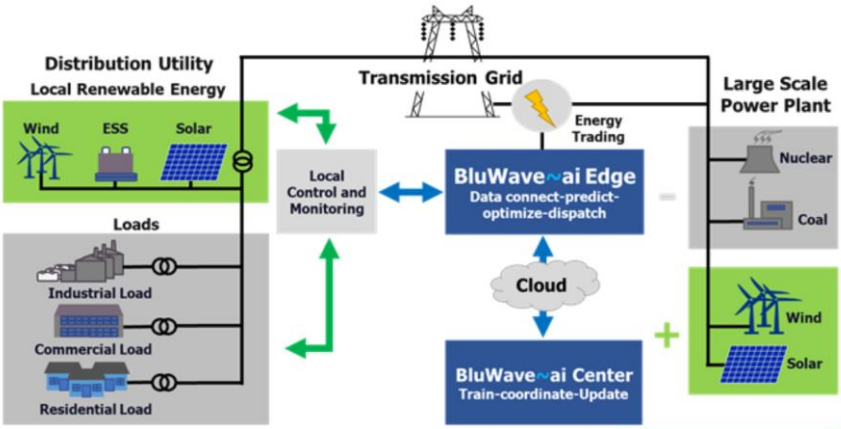 Distribution Utility
Local Renewable Energy
Wind
ESS
Solar
Loads
Industrial Load
Commercial Load
Residential Load
Local
Control and
Monitoring
Transmission Grid
Energy
Trading
BluWave~ai Edge
Data connect-predict-
optimize-dispatch
Cloud
BluWave~ai Center
Train-coordinate-Update
Large Scale
Power Plant
Nuclear
Coal
−
+
Wind
Solar